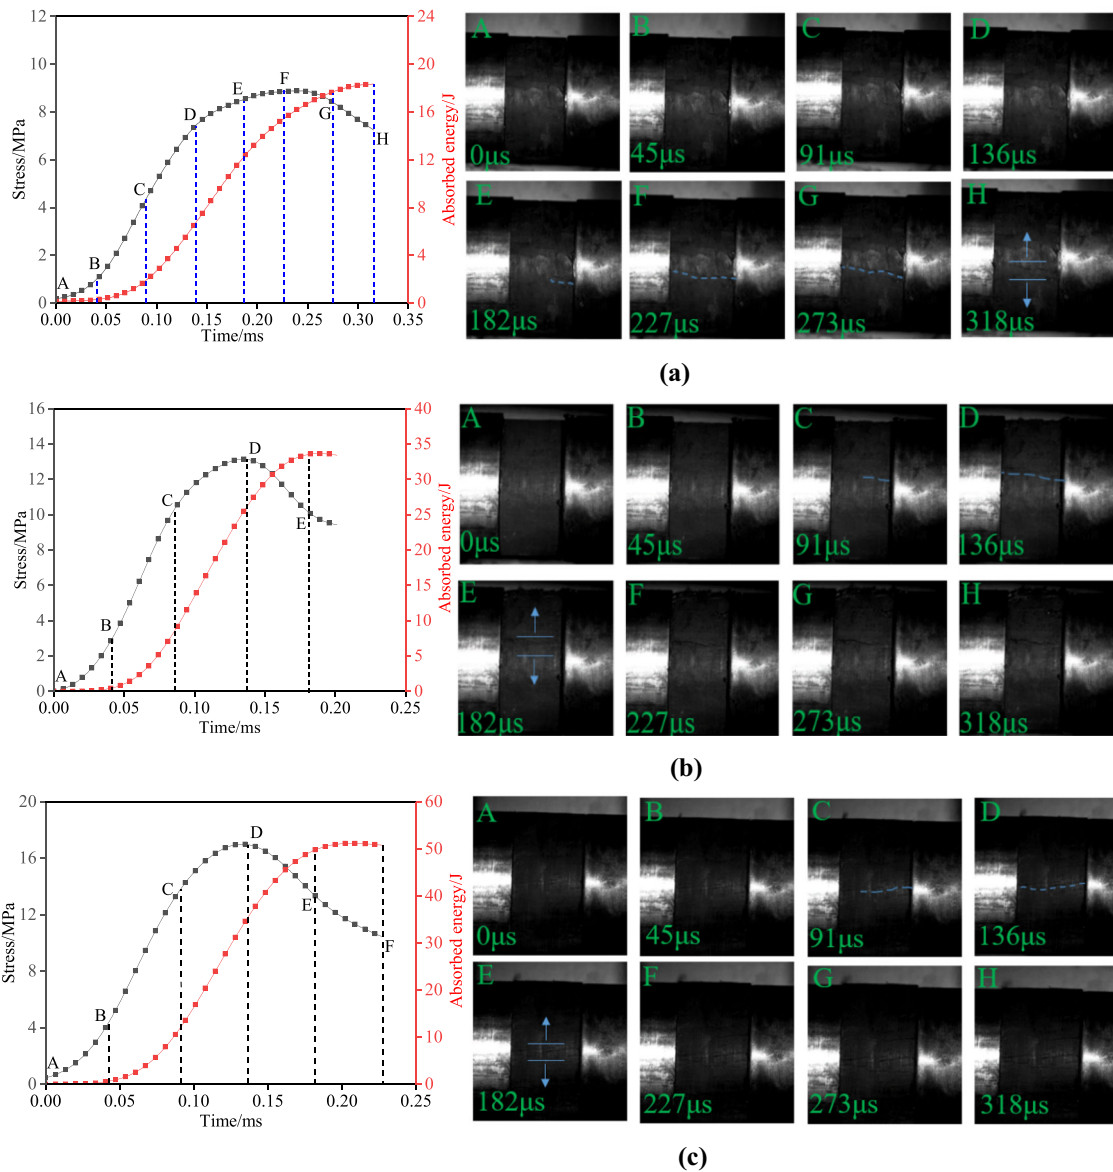 12
10
8
6
4
2
0
Stress/MPa
24
20
16
12
8
4
0
Absorbed energy/J
A
B
C
D
E
F
G
H
0.00 0.05 0.10 0.15 0.20 0.25 0.30 0.35
Time/ms
A B C D
0μs 45μs 91μs 136μs
E F G H
182μs 227μs 273μs 318μs
(a)
16
14
12
10
8
6
4
2
0
Stress/MPa
40
35
30
25
20
15
10
5
0
Absorbed energy/J
A
B
C
D
E
0.00 0.05 0.10 0.15 0.20 0.25
Time/ms
A B C D
0μs 45μs 91μs 136μs
E F G H
182μs 227μs 273μs 318μs
(b)
20
16
12
8
4
0
Stress/MPa
60
50
40
30
20
10
0
Absorbed energy/J
A
B
C
D
E
F
0.00 0.05 0.10 0.15 0.20 0.25
Time/ms
A B C D
0μs 45μs 91μs 136μs
E F G H
182μs 227μs 273μs 318μs
(c)